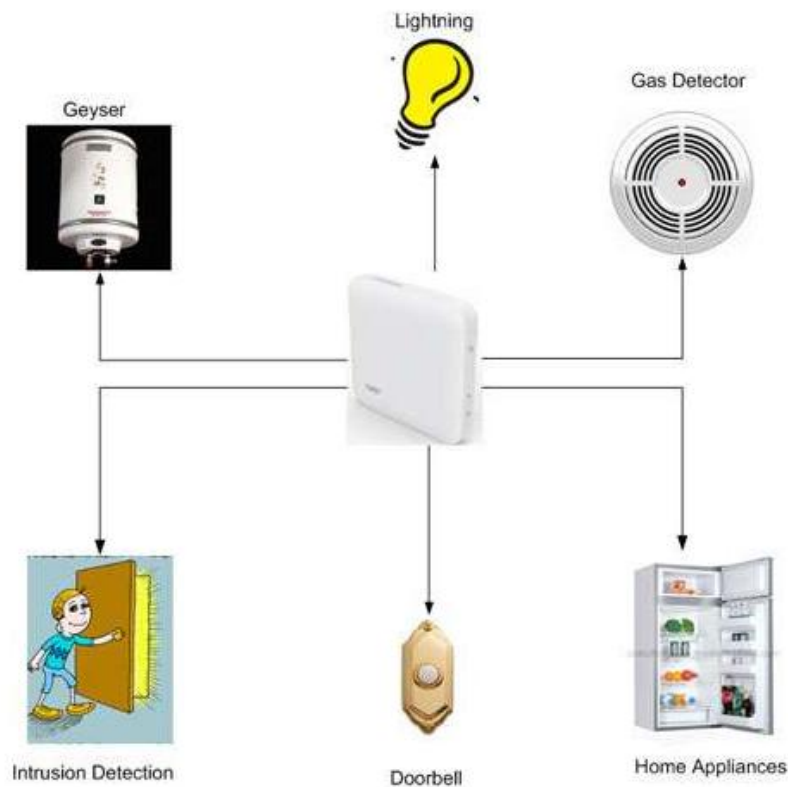 Lightning
Gas Detector
Geyser
Intrusion Detection
Doorbell
Home Appliances